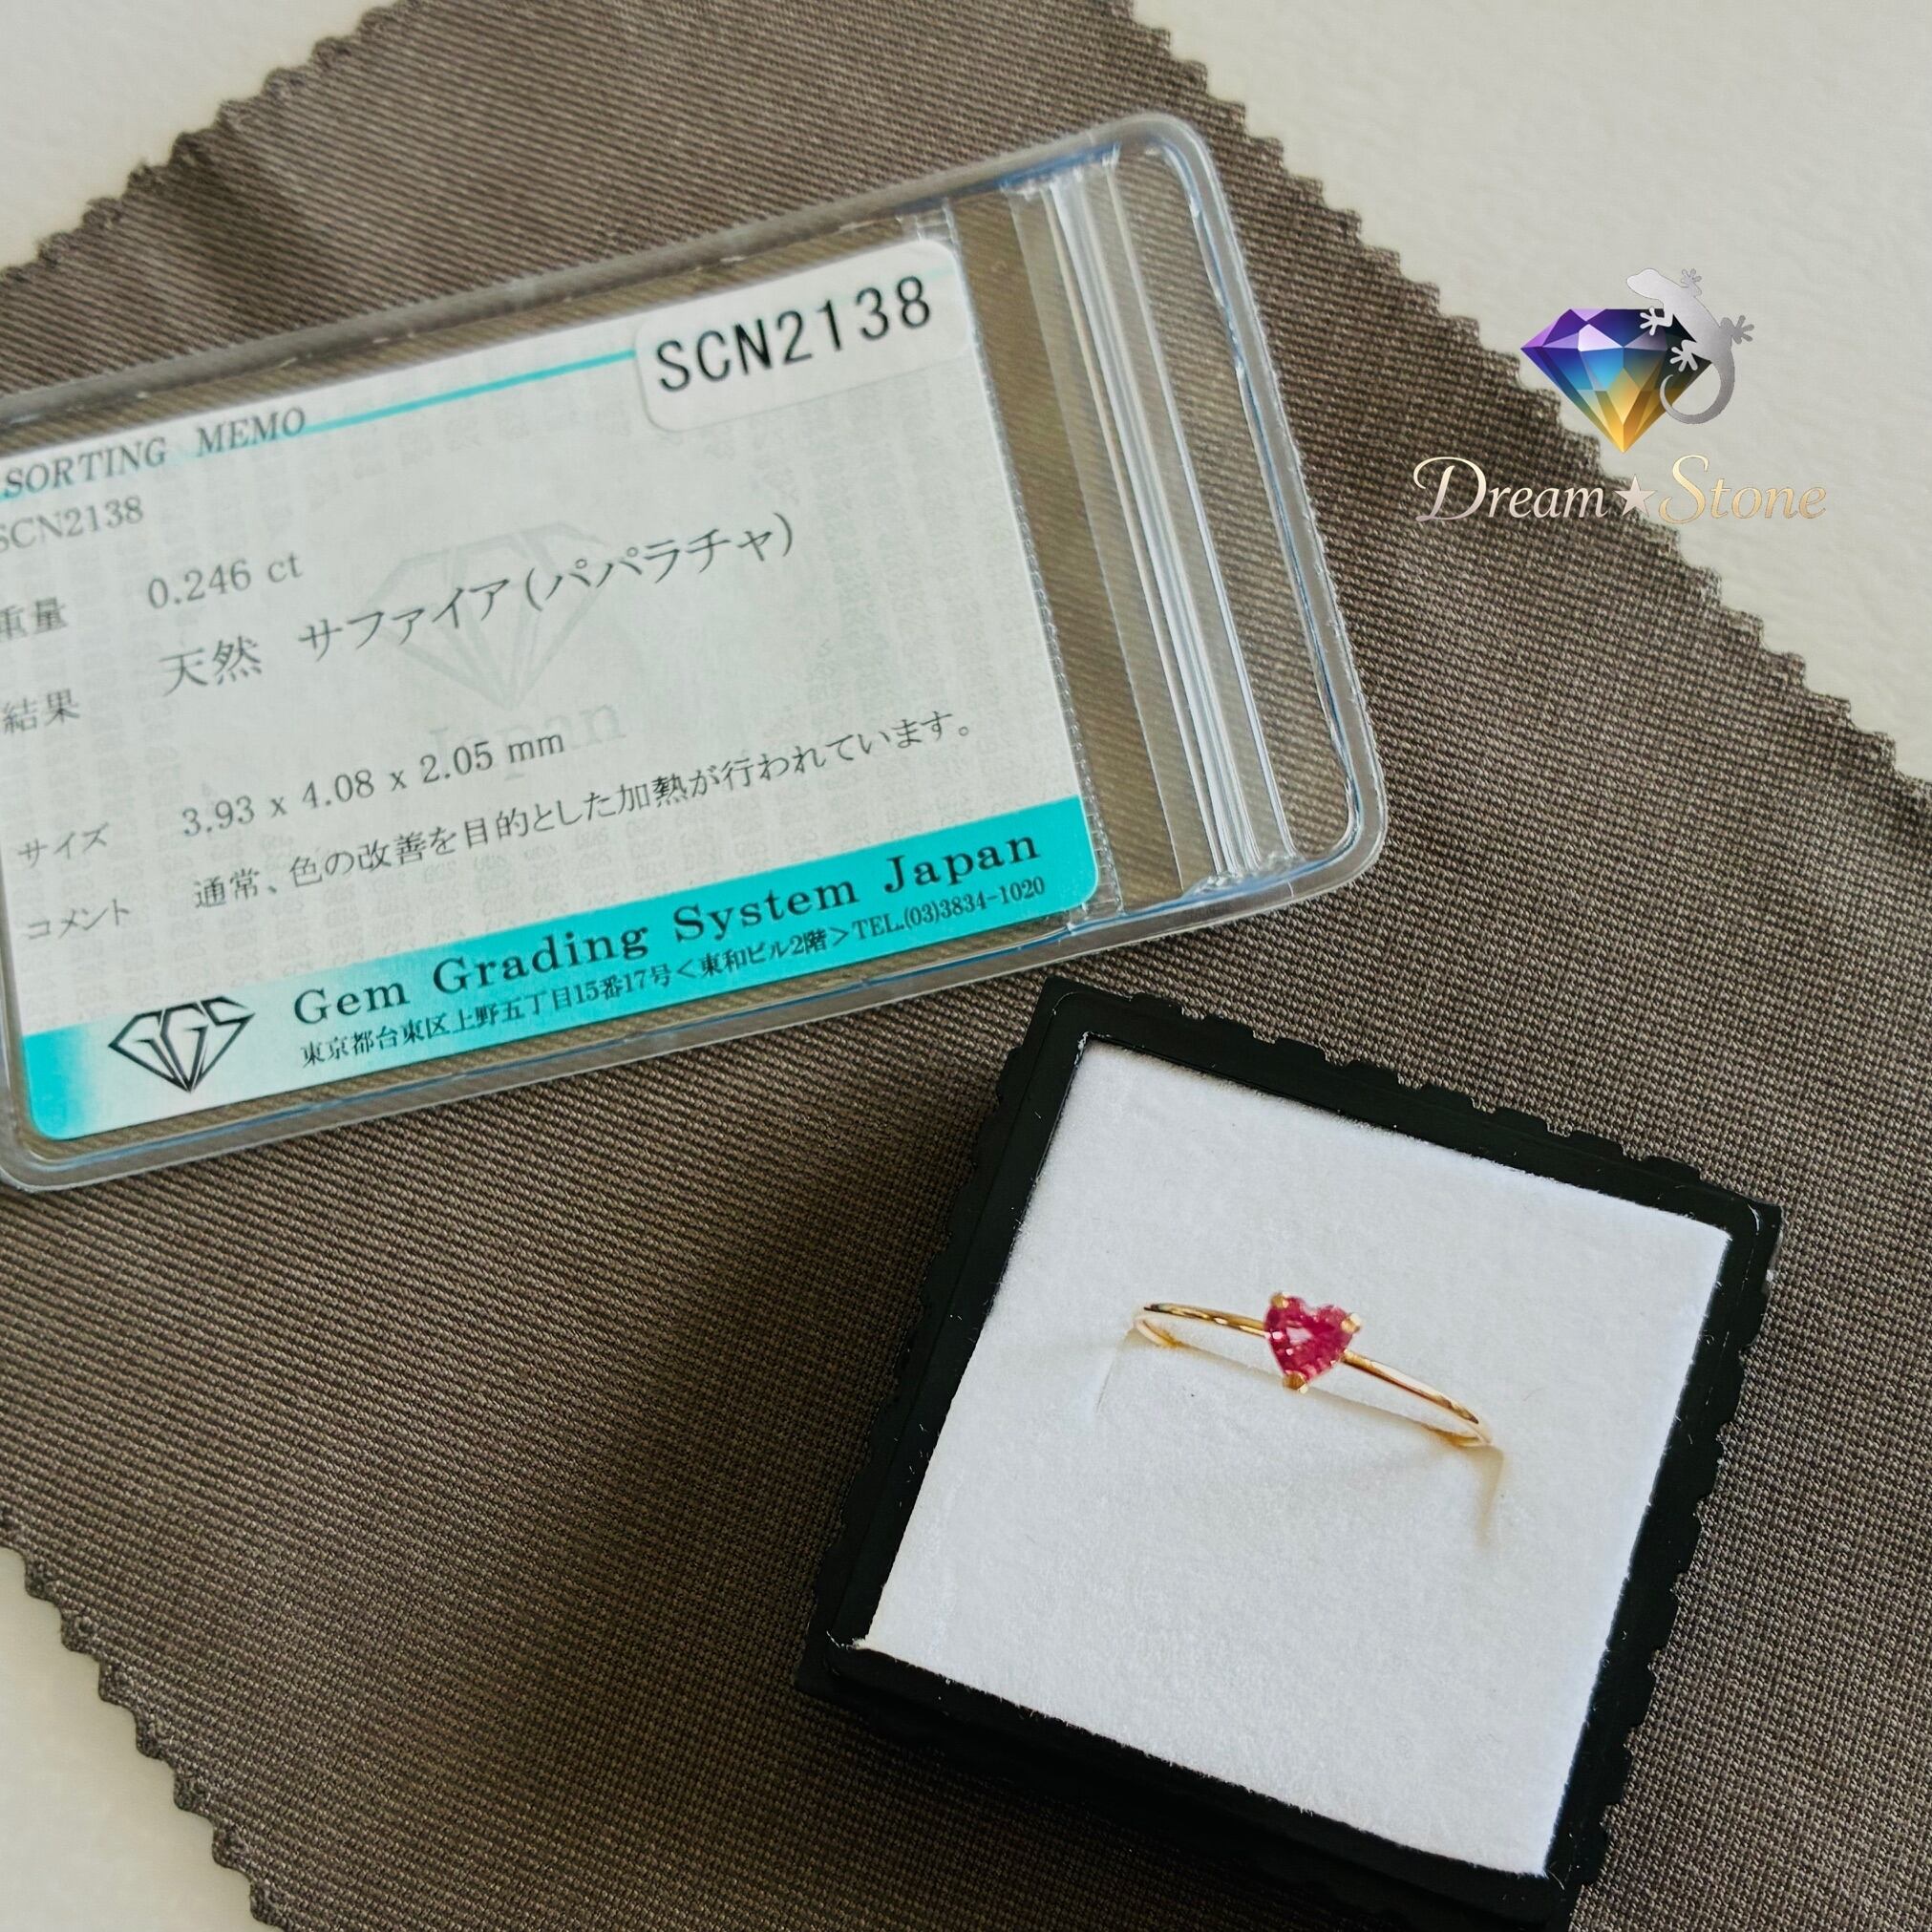 SCN2138
SORTING MEMO
SCN2138
重量 0.246 ct
結果 天然 サファイア(パパラチャ)
Japan
サイズ 3.93 x 4.08 x 2.05 mm
コメント 通常、色の改善を目的とした加熱が行われています。
GGS
Gem Grading System Japan
東京都台東区上野五丁目15番17号<東和ビル2階>TEL.(03)3834-1020
Dream★Stone